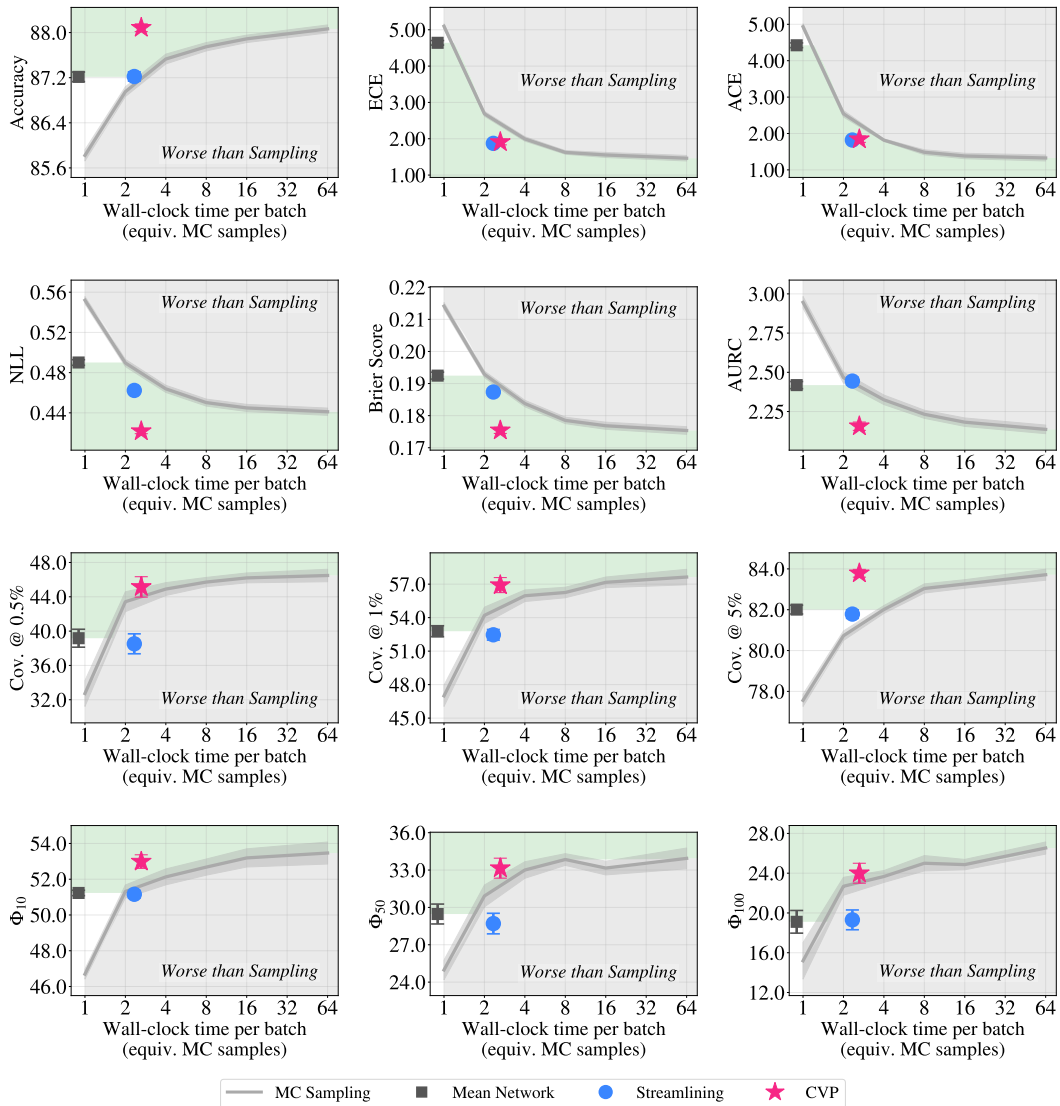 Accuracy
88.0
87.2
86.4
85.6
Worse than Sampling
1 2 4 8 16 32 64
Wall-clock time per batch
(equiv. MC samples)
ECE
5.00
4.00
3.00
2.00
1.00
Worse than Sampling
1 2 4 8 16 32 64
Wall-clock time per batch
(equiv. MC samples)
ACE
5.00
4.00
3.00
2.00
1.00
Worse than Sampling
1 2 4 8 16 32 64
Wall-clock time per batch
(equiv. MC samples)
NLL
0.56
0.52
0.48
0.44
Worse than Sampling
1 2 4 8 16 32 64
Wall-clock time per batch
(equiv. MC samples)
Brier Score
0.22
0.21
0.20
0.19
0.18
0.17
Worse than Sampling
1 2 4 8 16 32 64
Wall-clock time per batch
(equiv. MC samples)
AURC
3.00
2.75
2.50
2.25
Worse than Sampling
1 2 4 8 16 32 64
Wall-clock time per batch
(equiv. MC samples)
Cov. @ 0.5%
48.0
44.0
40.0
36.0
32.0
Worse than Sampling
1 2 4 8 16 32 64
Wall-clock time per batch
(equiv. MC samples)
Cov. @ 1%
57.0
54.0
51.0
48.0
45.0
Worse than Sampling
1 2 4 8 16 32 64
Wall-clock time per batch
(equiv. MC samples)
Cov. @ 5%
84.0
82.0
80.0
78.0
Worse than Sampling
1 2 4 8 16 32 64
Wall-clock time per batch
(equiv. MC samples)
Φ₁₀
54.0
52.0
50.0
48.0
46.0
Worse than Sampling
1 2 4 8 16 32 64
Wall-clock time per batch
(equiv. MC samples)
Φ₅₀
36.0
33.0
30.0
27.0
24.0
Worse than Sampling
1 2 4 8 16 32 64
Wall-clock time per batch
(equiv. MC samples)
Φ₁₀₀
28.0
24.0
20.0
16.0
12.0
Worse than Sampling
1 2 4 8 16 32 64
Wall-clock time per batch
(equiv. MC samples)
MC Sampling Mean Network Streamlining CVP